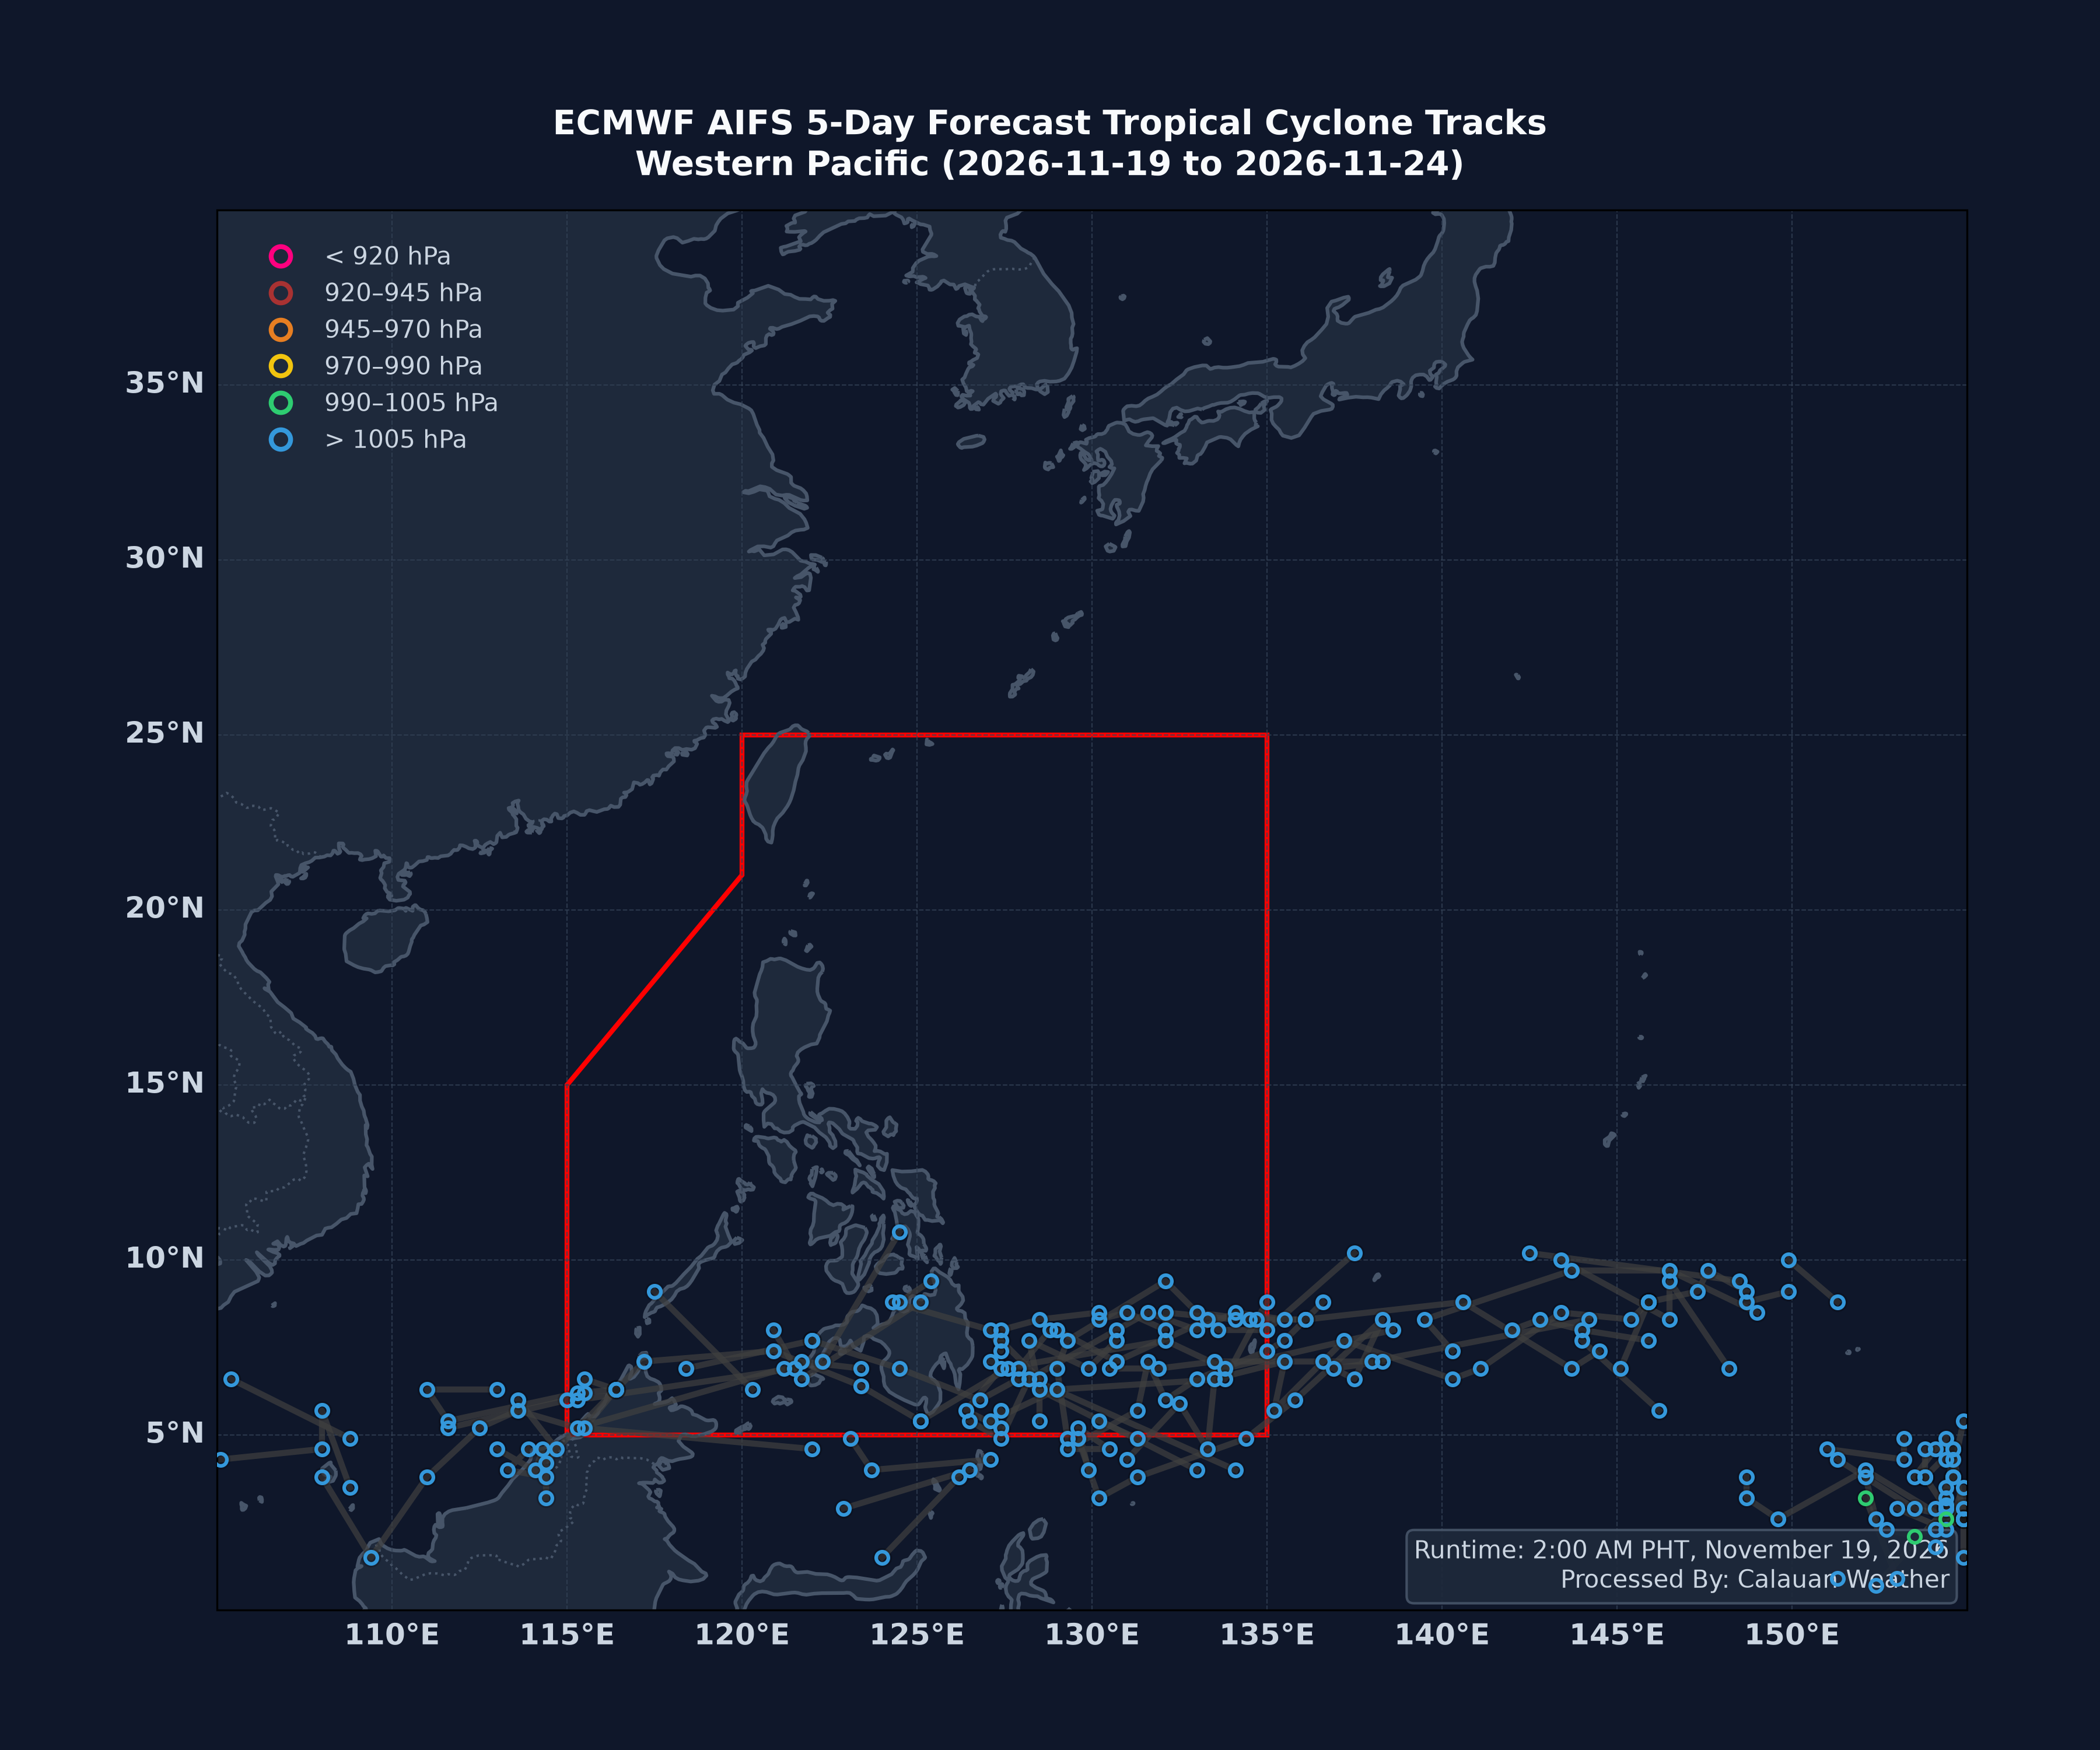 ECMWF AIFS 5-Day Forecast Tropical Cyclone Tracks
Western Pacific (2026-11-19 to 2026-11-24)
< 920 hPa
920–945 hPa
945–970 hPa
970–990 hPa
990–1005 hPa
> 1005 hPa
35°N
30°N
25°N
20°N
15°N
10°N
5°N
Runtime: 2:00 AM PHT, November 19, 2026
Processed By: Calauan Weather
110°E
115°E
120°E
125°E
130°E
135°E
140°E
145°E
150°E